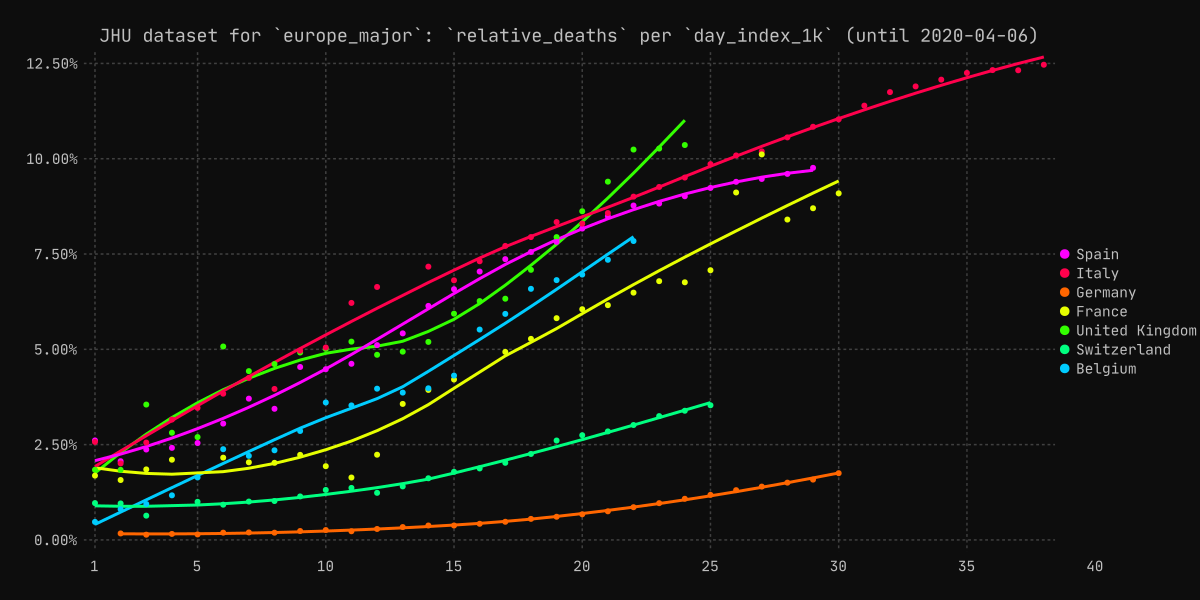 JHU dataset for `europe_major`: `relative_deaths` per `day_index_1k` (until 2020-04-06)
12.50%
10.00%
7.50%
5.00%
2.50%
0.00%
1 5 10 15 20 25 30 35 40
Spain
Italy
Germany
France
United Kingdom
Switzerland
Belgium